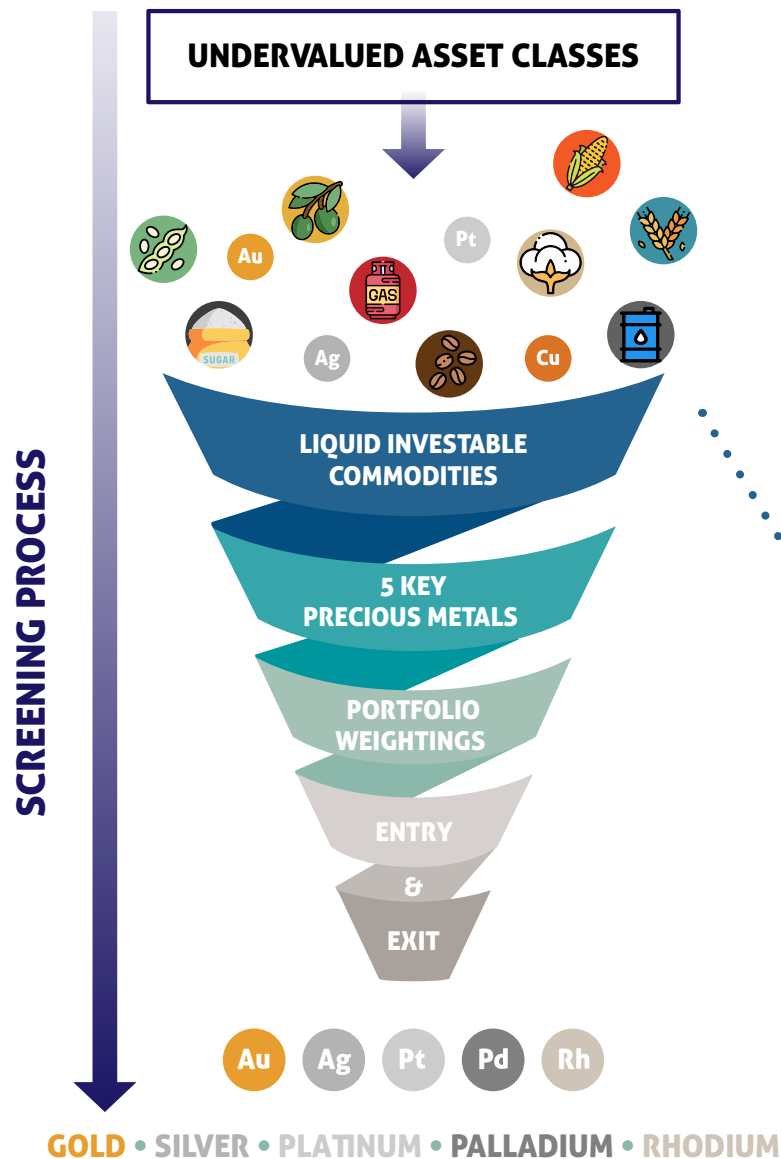 UNDERVALUED ASSET CLASSES
Au
Pt
GAS
SUGAR
Ag
Cu
LIQUID INVESTABLE
COMMODITIES
5 KEY
PRECIOUS METALS
PORTFOLIO
WEIGHTINGS
ENTRY
&
EXIT
SCREENING PROCESS
Au Ag Pt Pd Rh
GOLD • SILVER • PLATINUM • PALLADIUM • RHODIUM